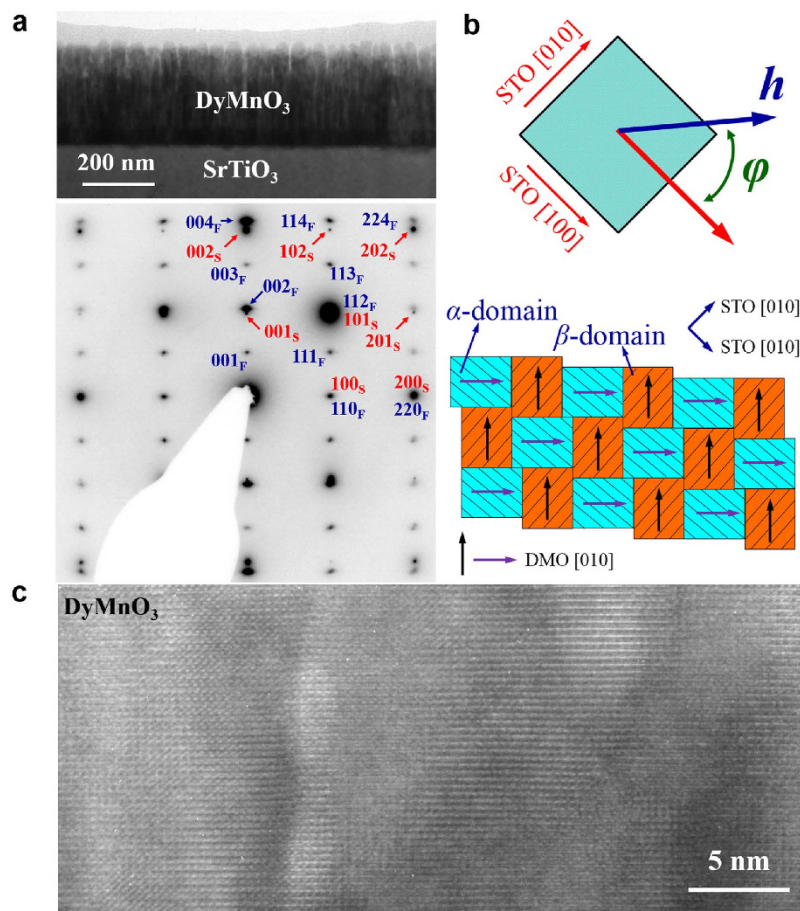 a
DyMnO3
200 nm
SrTiO3
004F
114F
224F
002S
102S
202S
003F
113F
002F
112F
101S
001S
201S
001F
111F
100S
200S
110F
220F
b
STO [010]
h
φ
STO [100]
α-domain
β-domain
STO [010]
STO [010]
DMO [010]
c
DyMnO3
5 nm